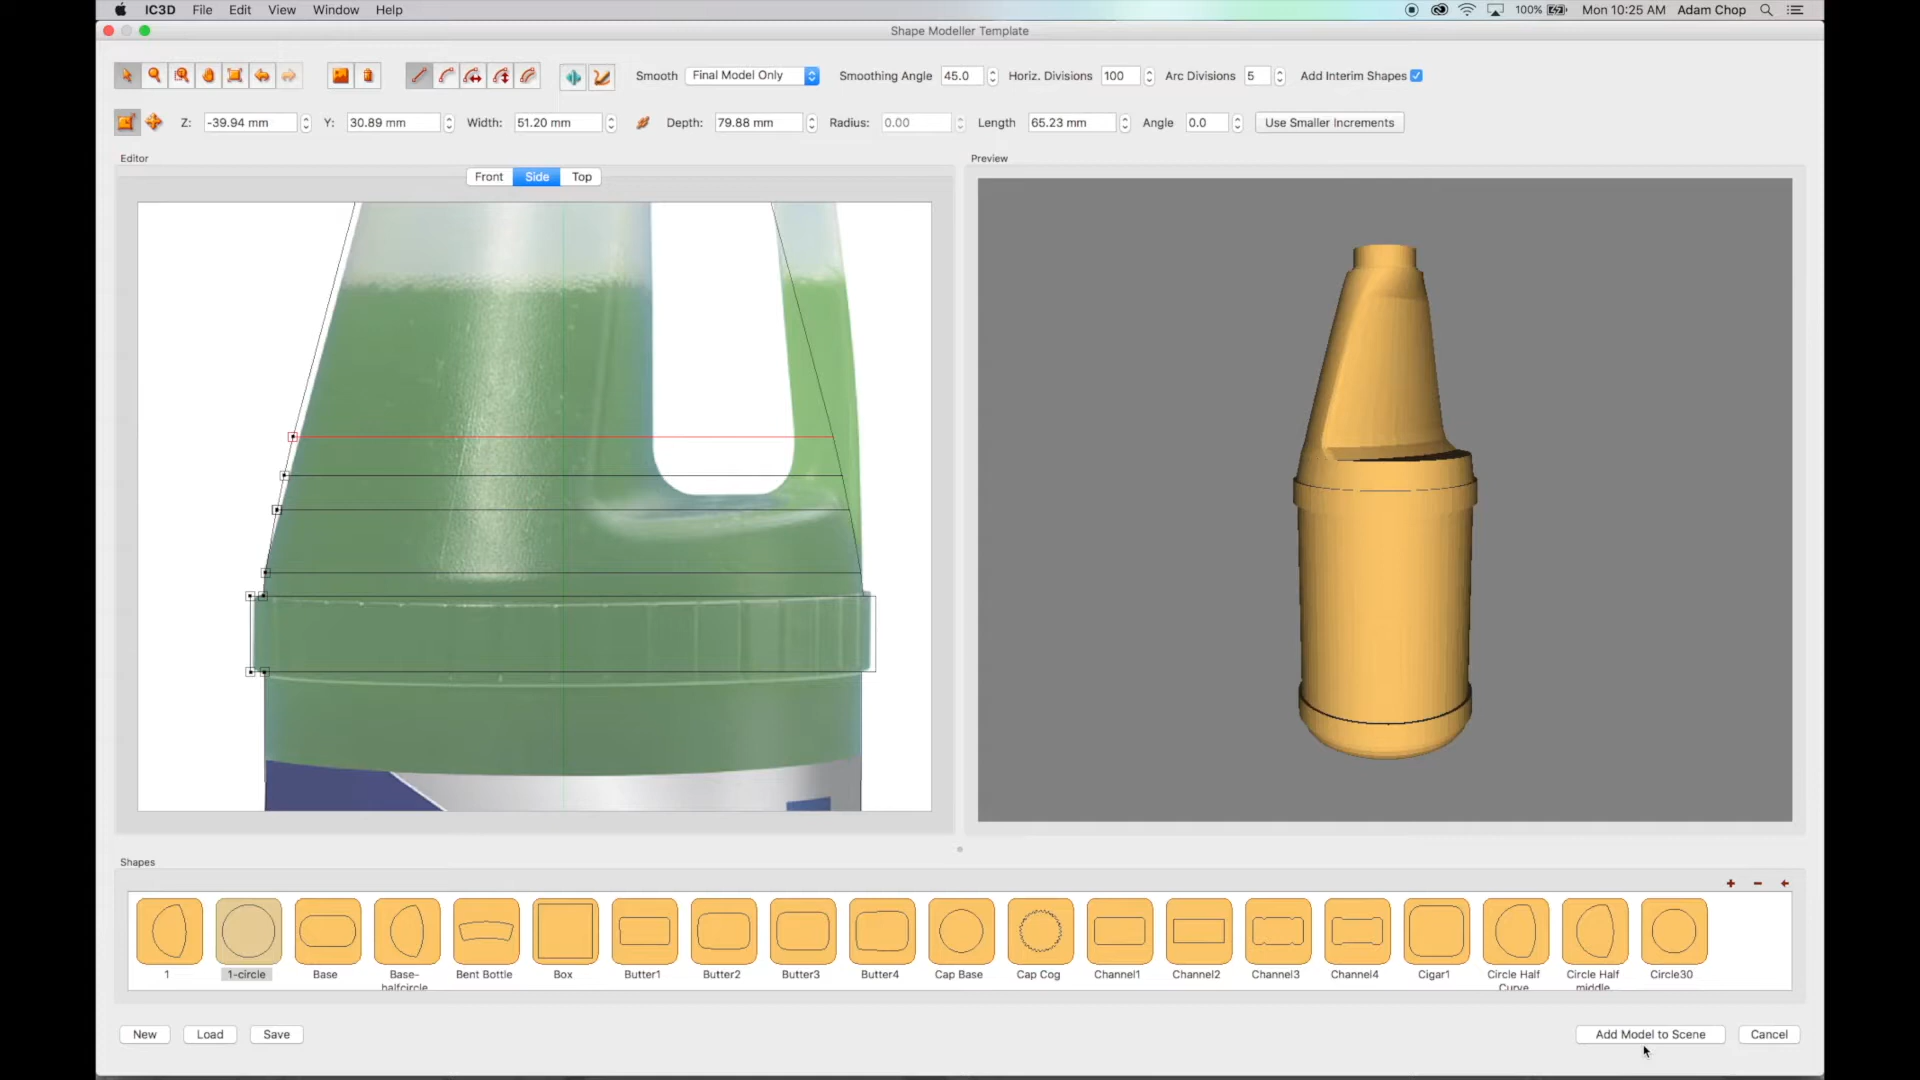 IC3D File Edit View Window Help 100% Mon 10:25 AM Adam Chop
Shape Modeller Template
Smooth Final Model Only Smoothing Angle 45.0 Horiz. Divisions 100 Arc Divisions 5 Add Interim Shapes
Z: -39.94 mm Y: 30.89 mm Width: 51.20 mm Depth: 79.88 mm Radius: 0.00 Length 65.23 mm Angle 0.0 Use Smaller Increments
Editor Preview
Front Side Top
Shapes
1 1-circle Base Base- Bent Bottle Box Butter1 Butter2 Butter3 Butter4 Cap Base Cap Cog Channel1 Channel2 Channel3 Channel4 Cigar1 Circle Half Circle Half Circle30
halfcircle Curve middle
New Load Save Add Model to Scene Cancel